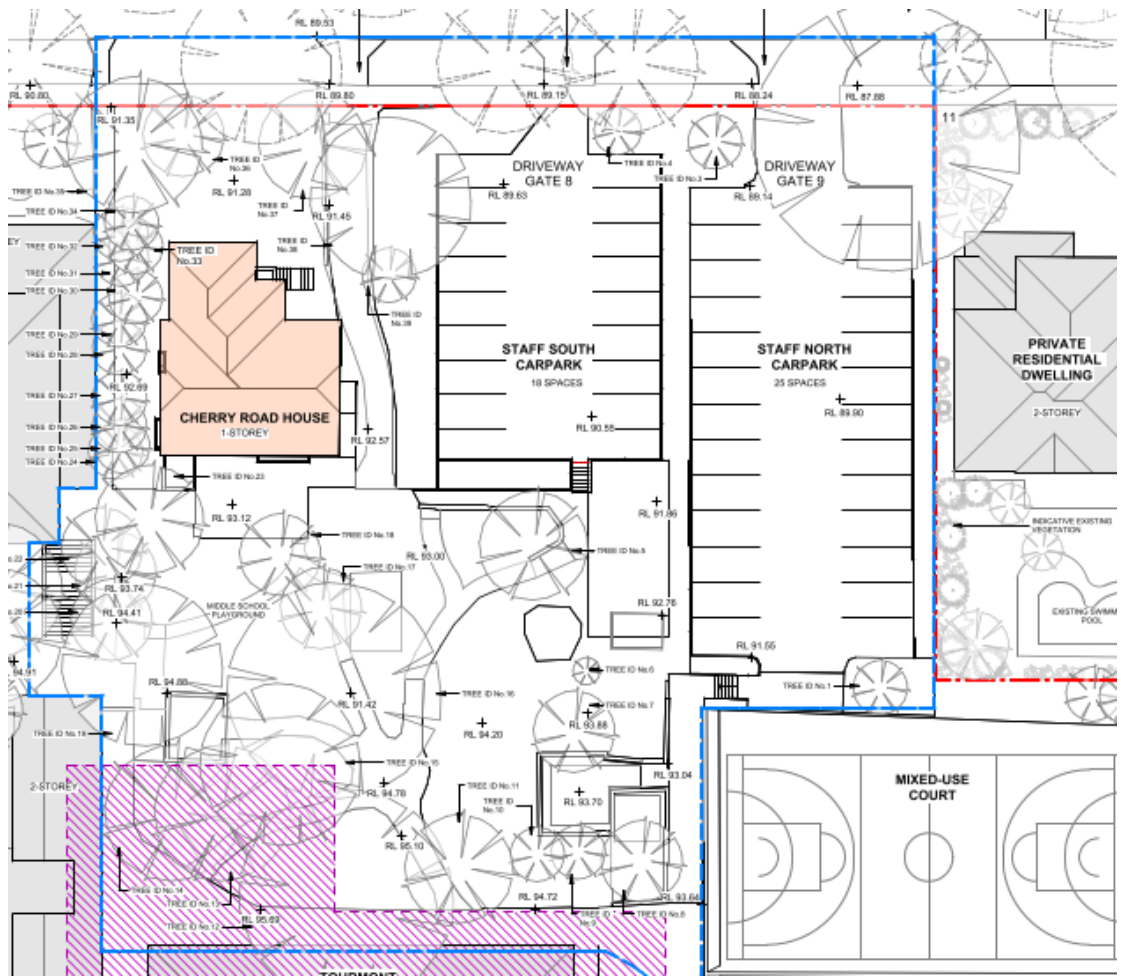 RL 89.53
RL 90.80
RL 89.80
RL 89.15
RL 88.24
RL 87.88
RL 91.35
11
TREE ID
No.36
RL 91.28
DRIVEWAY
GATE 8
TREE ID No.4
TREE ID No.3
DRIVEWAY
GATE 9
RL 89.63
RL 89.14
TREE ID No.35
TREE ID No.34
TREE ID
No.37
RL 91.45
TREE ID No.32
TREE ID
No.33
TREE ID
No.38
TREE ID No.31
TREE ID No.30
TREE ID
No.39
TREE ID No.29
TREE ID No.28
STAFF SOUTH
CARPARK
18 SPACES
STAFF NORTH
CARPARK
25 SPACES
PRIVATE
RESIDENTIAL
DWELLING
2-STOREY
RL 92.69
TREE ID No.27
RL 89.90
CHERRY ROAD HOUSE
1-STOREY
RL 90.55
TREE ID No.26
RL 92.57
TREE ID No.25
TREE ID No.24
TREE ID No.23
RL 93.12
RL 91.86
INDICATIVE EXISTING
VEGETATION
TREE ID No.18
RL 93.00
TREE ID No.5
TREE ID No.17
RL 93.74
RL 94.41
MIDDLE SCHOOL
PLAYGROUND
RL 92.76
EXISTING SWIMM
POOL
RL 91.55
94.91
TREE ID No.6
RL 94.88
RL 91.42
TREE ID No.16
TREE ID No.1
TREE ID No.7
RL 93.88
RL 94.20
TREE ID No.19
TREE ID No.15
RL 93.04
2-STOREY
RL 94.78
TREE ID No.11
RL 93.70
MIXED-USE
COURT
TREE ID
No.10
RL 95.10
TREE ID No.14
TREE ID No.13
RL 94.72
RL 93.64
RL 95.69
TREE ID No.12
TREE ID
No.9
TREE ID No.8
TOURMONT